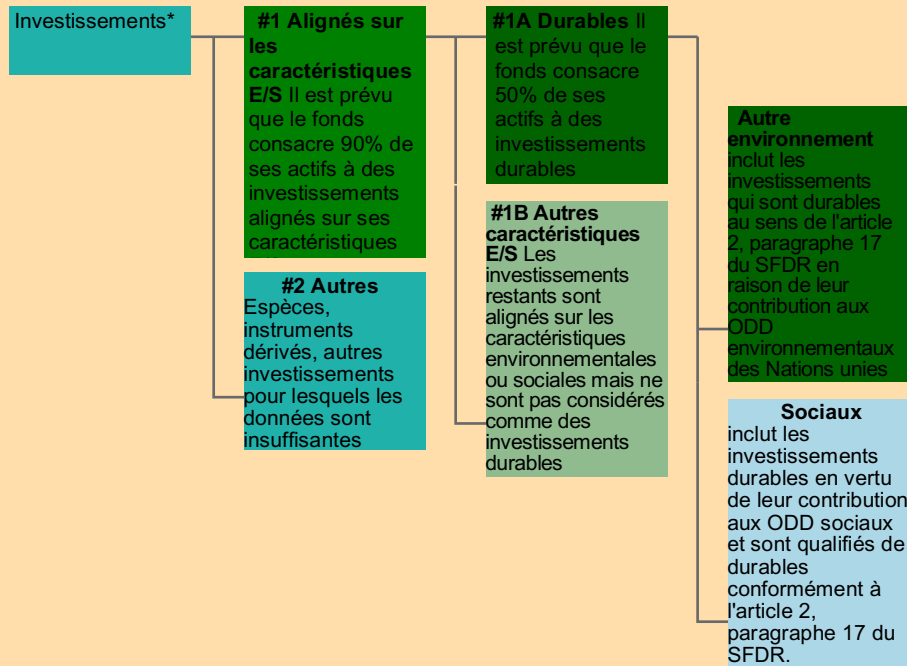 Investissements*
#1 Alignés sur
les
caractéristiques
E/S Il est prévu
que le fonds
consacre 90% de
ses actifs à des
investissements
alignés sur ses
caractéristiques
#2 Autres
Espèces,
instruments
dérivés, autres
investissements
pour lesquels les
données sont
insuffisantes
#1A Durables Il
est prévu que le
fonds consacre
50% de ses
actifs à des
investissements
durables
#1B Autres
caractéristiques
E/S Les
investissements
restants sont
alignés sur les
caractéristiques
environnementales
ou sociales mais ne
sont pas considérés
comme des
investissements
durables
Autre
environnement
inclut les
investissements
qui sont durables
au sens de l'article
2, paragraphe 17
du SFDR en
raison de leur
contribution aux
ODD
environnementaux
des Nations unies
Sociaux
inclut les
investissements
durables en vertu
de leur contribution
aux ODD sociaux
et sont qualifiés de
durables
conformément à
l'article 2,
paragraphe 17 du
SFDR.